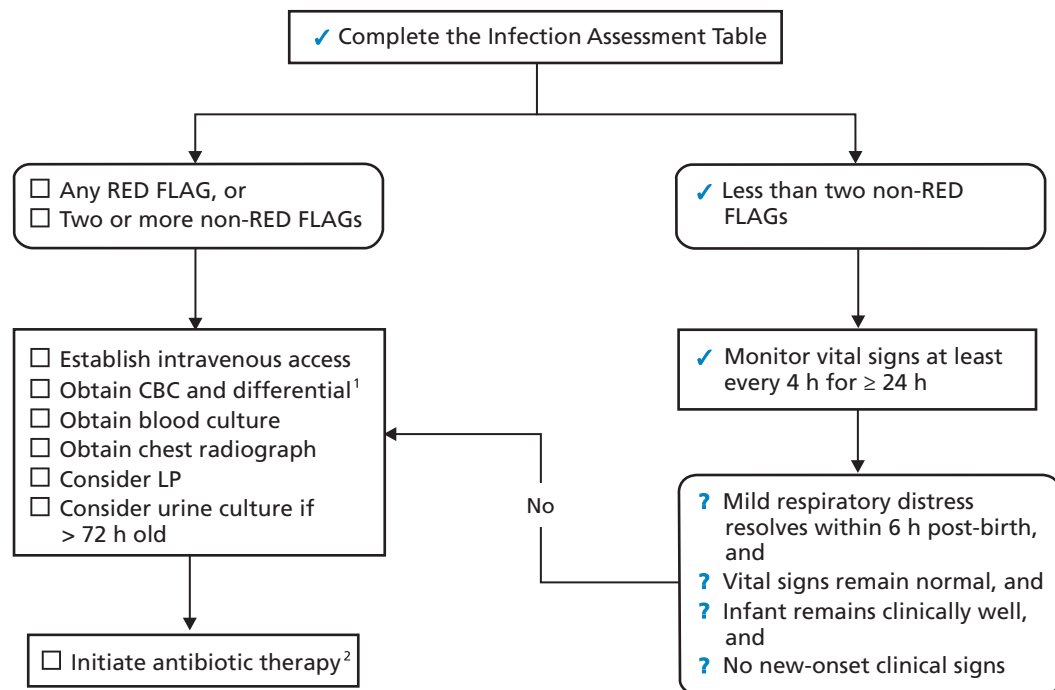 ✓ Complete the Infection Assessment Table
☐ Any RED FLAG, or
☐ Two or more non-RED FLAGs
✓ Less than two non-RED
FLAGs
☐ Establish intravenous access
☐ Obtain CBC and differential¹
☐ Obtain blood culture
☐ Obtain chest radiograph
☐ Consider LP
☐ Consider urine culture if
> 72 h old
✓ Monitor vital signs at least
every 4 h for ≥ 24 h
No
? Mild respiratory distress
resolves within 6 h post-birth,
and
? Vital signs remain normal, and
? Infant remains clinically well,
and
? No new-onset clinical signs
☐ Initiate antibiotic therapy²